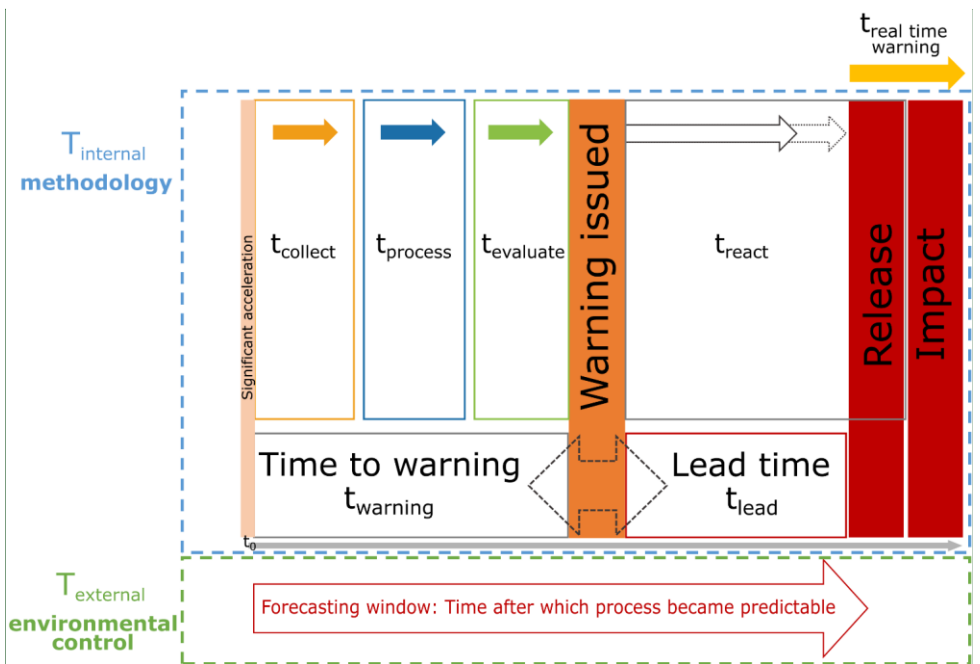 t real time
warning
T internal
methodology
Significant acceleration
t collect
t process
t evaluate
Warning issued
t react
Release
Impact
Time to warning
t warning
Lead time
t lead
t0
T external
environmental
control
Forecasting window: Time after which process became predictable